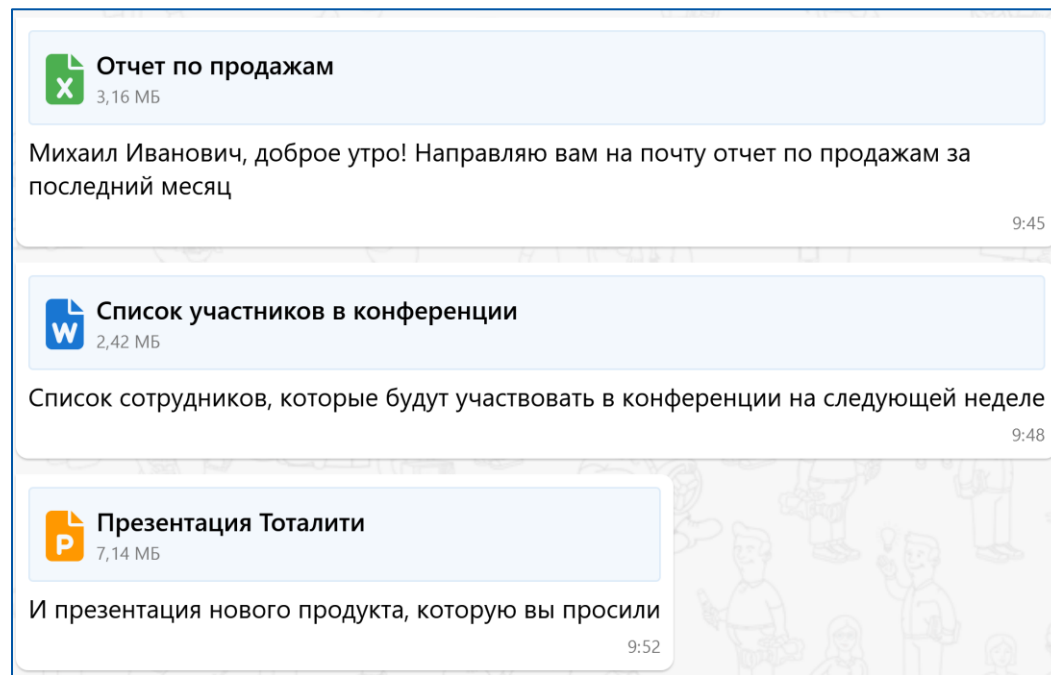 X
Отчет по продажам
3,16 МБ
Михаил Иванович, доброе утро! Направляю вам на почту отчет по продажам за
последний месяц
9:45
W
Список участников в конференции
2,42 МБ
Список сотрудников, которые будут участвовать в конференции на следующей неделе
9:48
P
Презентация Тоталити
7,14 МБ
И презентация нового продукта, которую вы просили
9:52